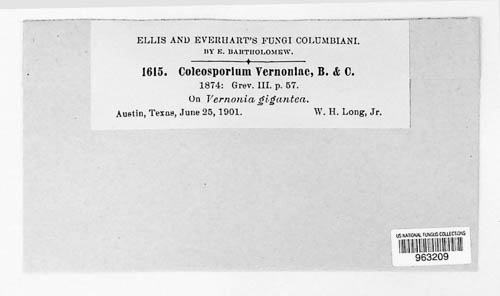 ELLIS AND EVERHART'S FUNGI COLUMBIANI.
BY E. BARTHOLOMEW.
1615. Coleosporium Vernoniae, B. & C.
1874: Grev. III. p. 57.
On Vernonia gigantea.
Austin, Texas, June 25, 1901. W. H. Long, Jr.
US NATIONAL FUNGUS COLLECTIONS
963209